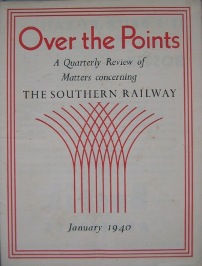 Over the Points
A Quarterly Review of
Matters concerning
THE SOUTHERN RAILWAY
January 1940